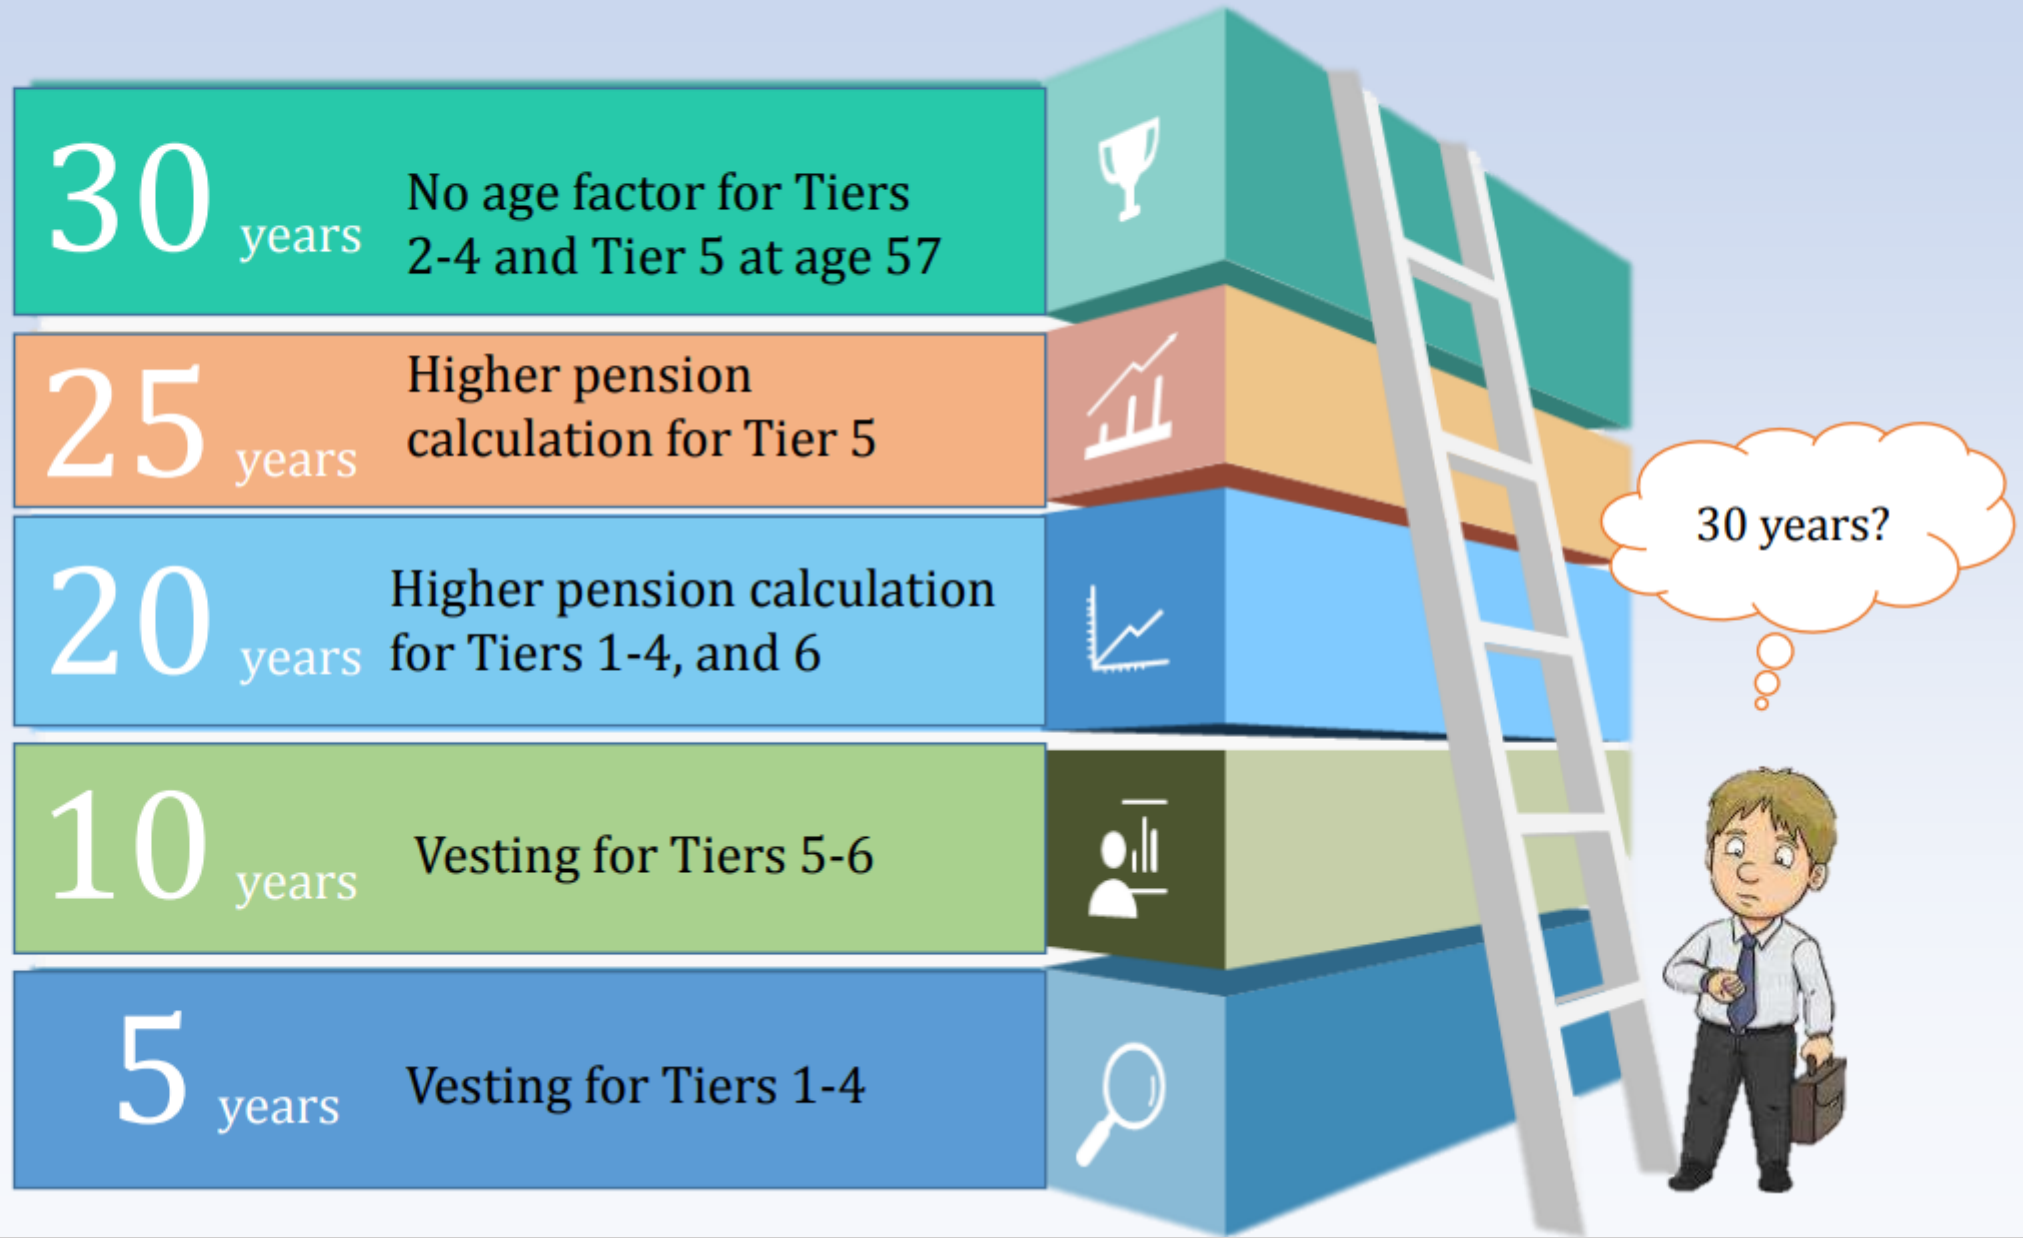 30 years
No age factor for Tiers
2-4 and Tier 5 at age 57
25 years
Higher pension
calculation for Tier 5
20 years
Higher pension calculation
for Tiers 1-4, and 6
10 years
Vesting for Tiers 5-6
5 years
Vesting for Tiers 1-4
30 years?